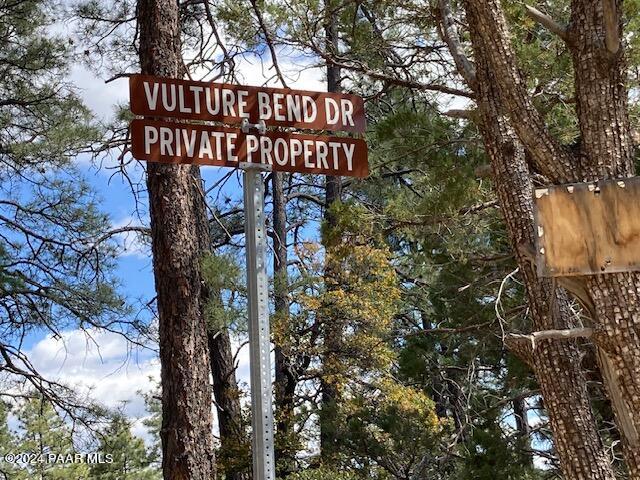 VULTURE BEND DR
PRIVATE PROPERTY
©2024 PAAR MLS